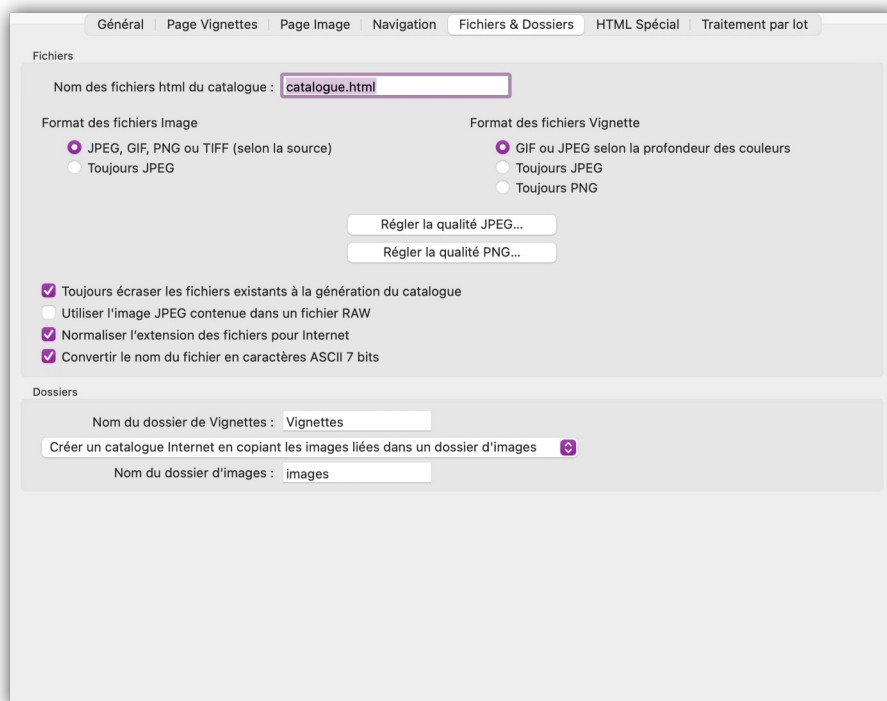 Général Page Vignettes Page Image Navigation Fichiers & Dossiers HTML Spécial Traitement par lot
Fichiers
Nom des fichiers html du catalogue : catalogue.html
Format des fichiers Image Format des fichiers Vignette
JPEG, GIF, PNG ou TIFF (selon la source) GIF ou JPEG selon la profondeur des couleurs
Toujours JPEG Toujours JPEG
Toujours PNG
Régler la qualité JPEG...
Régler la qualité PNG...
Toujours écraser les fichiers existants à la génération du catalogue
Utiliser l'image JPEG contenue dans un fichier RAW
Normaliser l'extension des fichiers pour Internet
Convertir le nom du fichier en caractères ASCII 7 bits
Dossiers
Nom du dossier de Vignettes : Vignettes
Créer un catalogue Internet en copiant les images liées dans un dossier d'images
Nom du dossier d'images : images